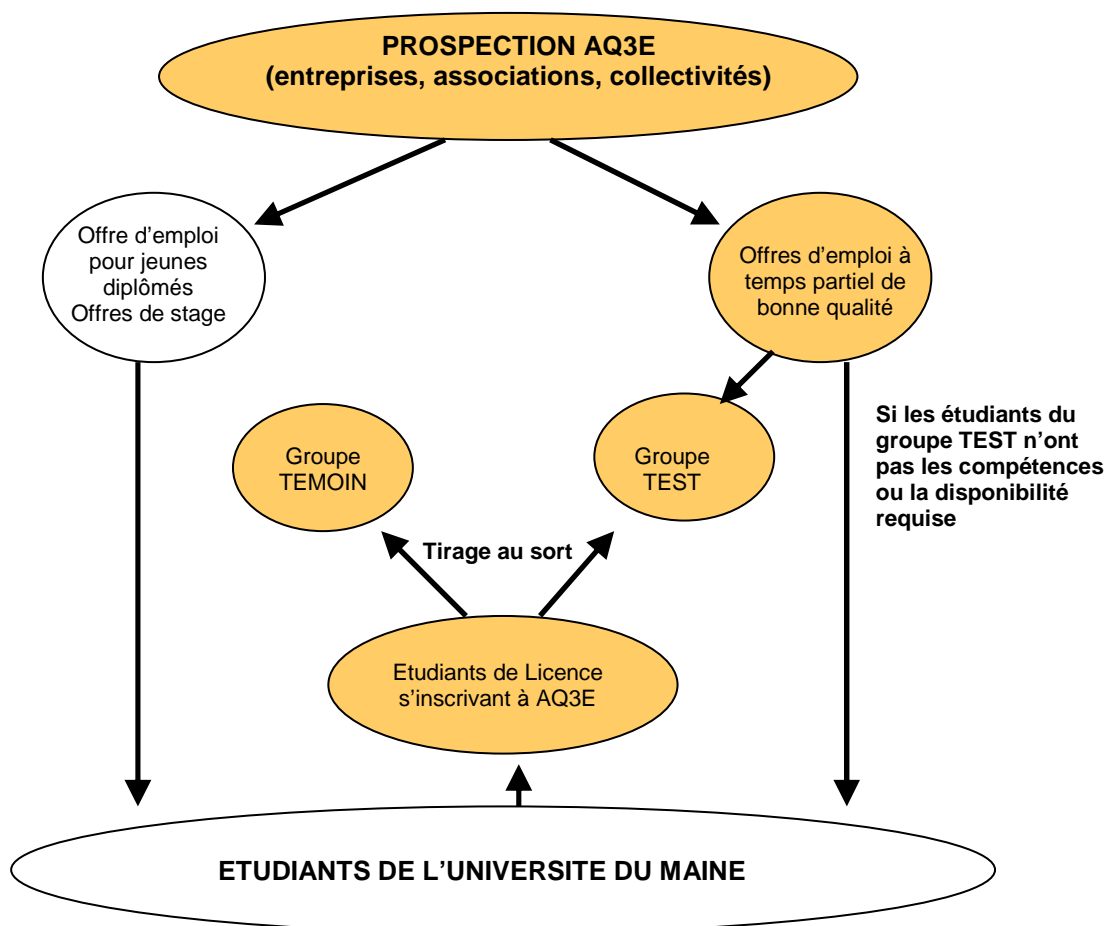 PROSPECTION AQ3E
(entreprises, associations, collectivités)
Offre d'emploi
pour jeunes
diplômés
Offres de stage
Offres d'emploi à
temps partiel de
bonne qualité
Si les étudiants du
groupe TEST n'ont
pas les compétences
ou la disponibilité
requise
Groupe
TEMOIN
Groupe
TEST
Tirage au sort
Etudiants de Licence
s'inscrivant à AQ3E
ETUDIANTS DE L'UNIVERSITE DU MAINE